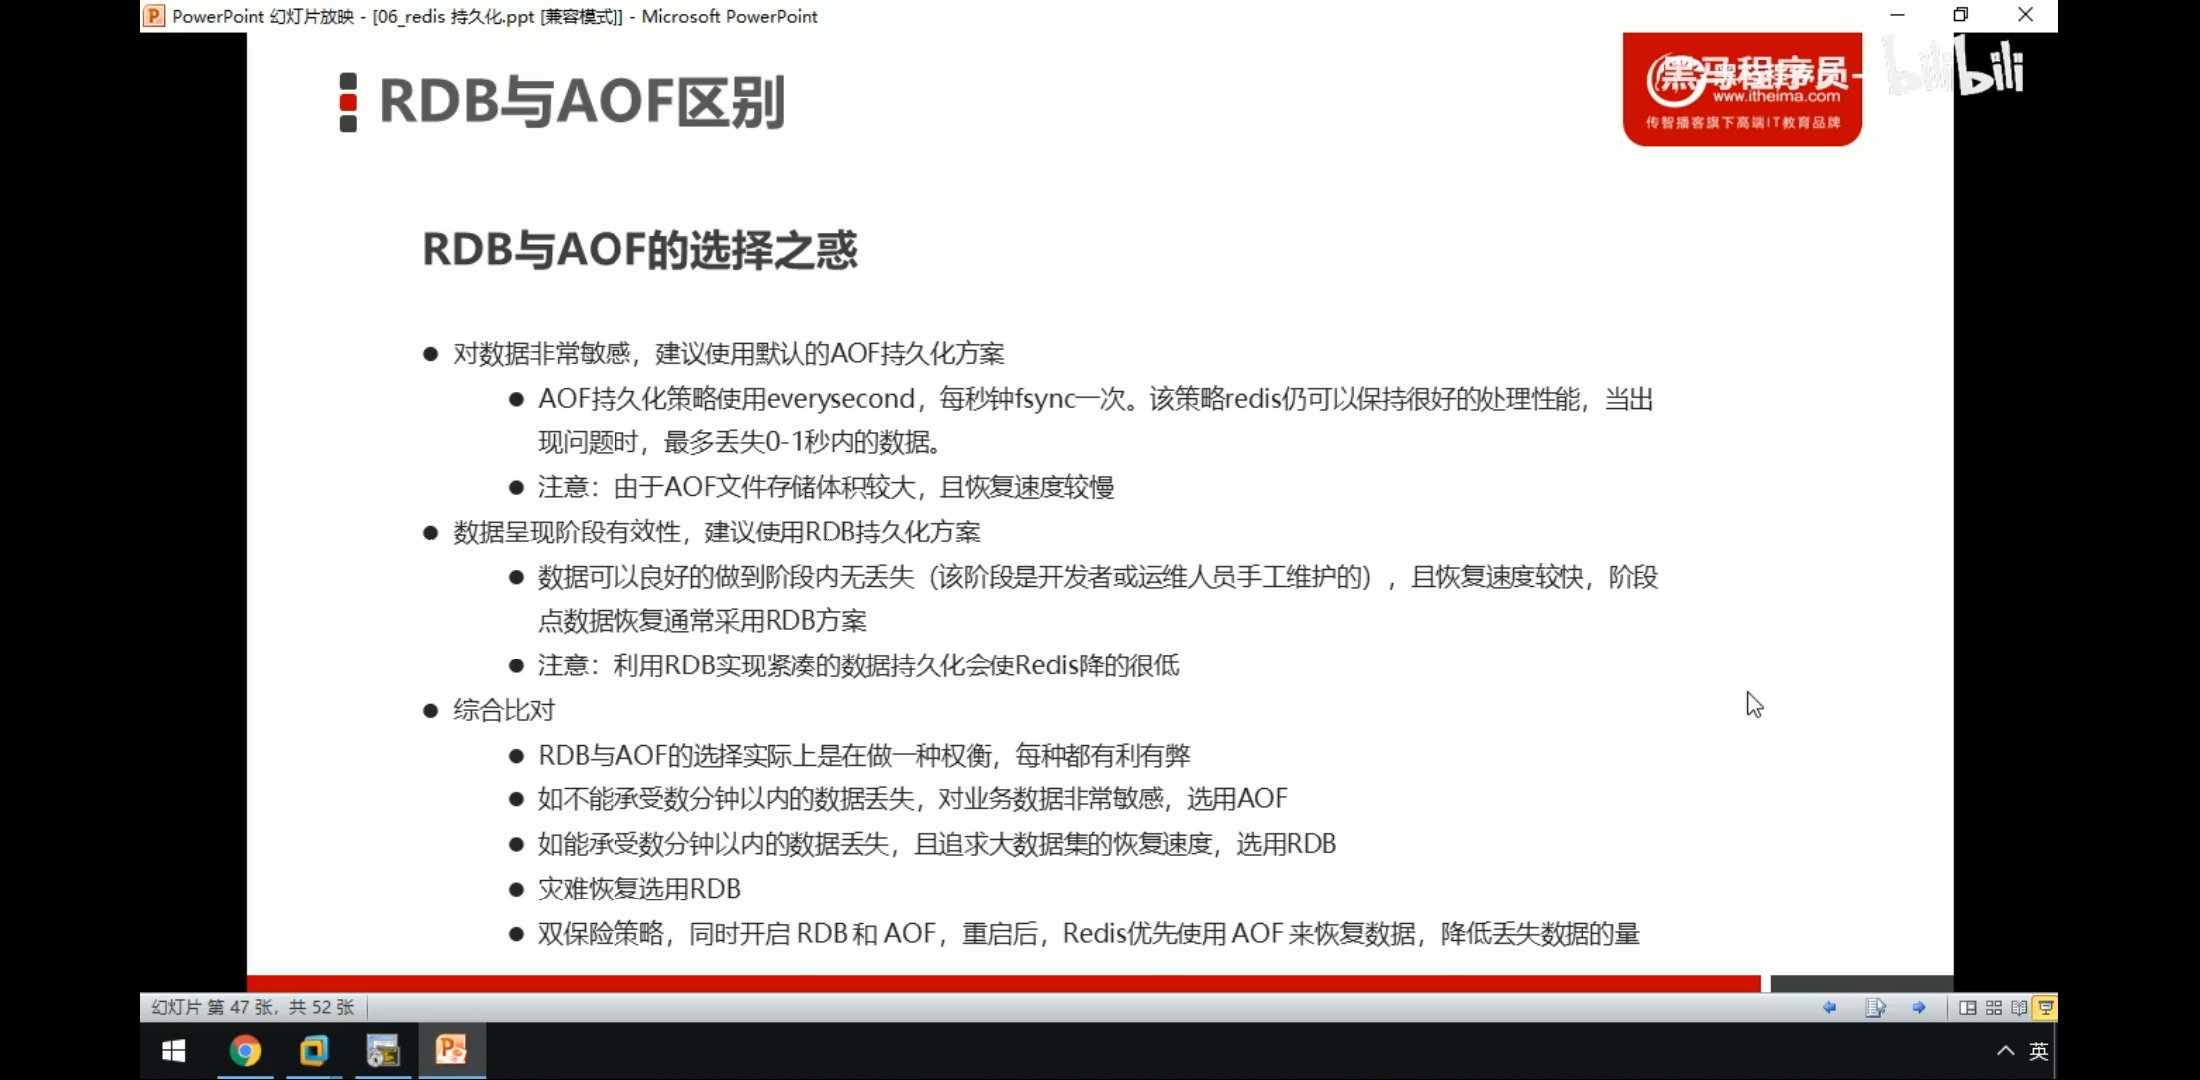 PowerPoint 幻灯片放映 - [06_redis 持久化.ppt [兼容模式]] - Microsoft PowerPoint
RDB与AOF区别
黑马程序员-
bilibili
www.itheima.com
传智播客旗下高端IT教育品牌
RDB与AOF的选择之惑
● 对数据非常敏感，建议使用默认的AOF持久化方案
● AOF持久化策略使用everysecond，每秒钟fsync一次。该策略redis仍可以保持很好的处理性能，当出
现问题时，最多丢失0-1秒内的数据。
● 注意：由于AOF文件存储体积较大，且恢复速度较慢
● 数据呈现阶段有效性，建议使用RDB持久化方案
● 数据可以良好的做到阶段内无丢失（该阶段是开发者或运维人员手工维护的），且恢复速度较快，阶段
点数据恢复通常采用RDB方案
● 注意：利用RDB实现紧凑的数据持久化会使Redis降的很低
● 综合比对
● RDB与AOF的选择实际上是在做一种权衡，每种都有利有弊
● 如不能承受数分钟以内的数据丢失，对业务数据非常敏感，选用AOF
● 如能承受数分钟以内的数据丢失，且追求大数据集的恢复速度，选用RDB
● 灾难恢复选用RDB
● 双保险策略，同时开启 RDB 和 AOF，重启后，Redis优先使用 AOF 来恢复数据，降低丢失数据的量
幻灯片 第 47 张，共 52 张
英